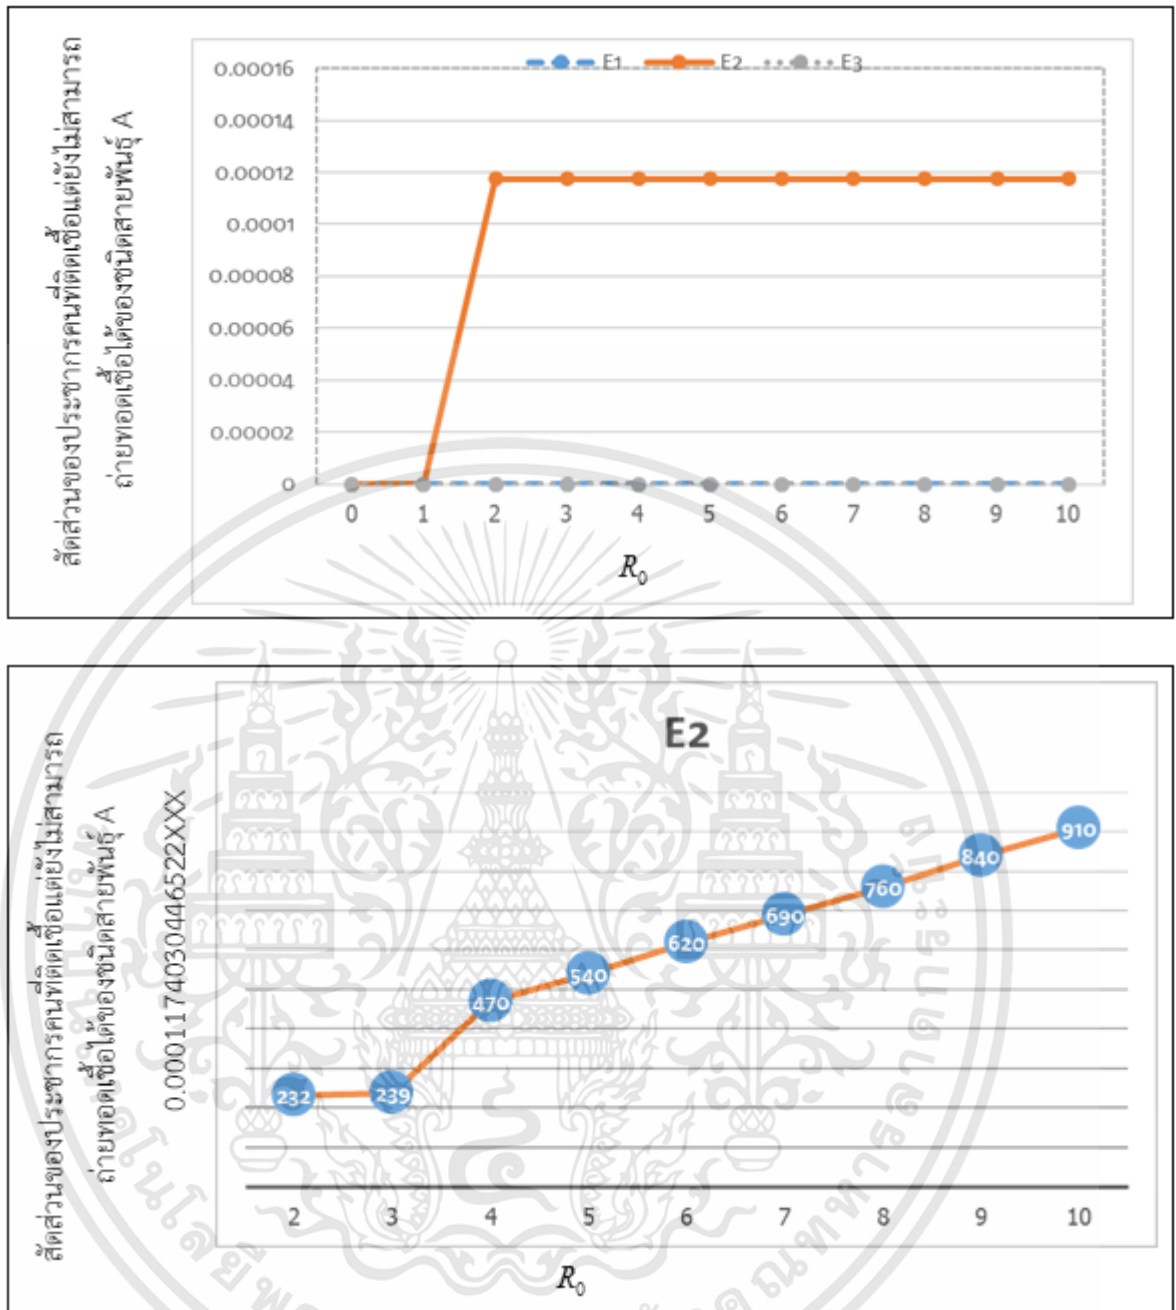 สัดส่วนของประชากรคนที่ติดเชื้อแต่ยังไม่สามารถ
ถ่ายทอดเชื้อได้ของชนิดสายพันธุ์ A
E1 E2 E3
0.00016
0.00014
0.00012
0.0001
0.00008
0.00006
0.00004
0.00002
0
0 1 2 3 4 5 6 7 8 9 10
R₀
สัดส่วนของประชากรคนที่ติดเชื้อแต่ยังไม่สามารถ
ถ่ายทอดเชื้อได้ของชนิดสายพันธุ์ A
0.000117403044​6522XXX
E2
232 239 470 540 620 690 760 840 910
2 3 4 5 6 7 8 9 10
R₀